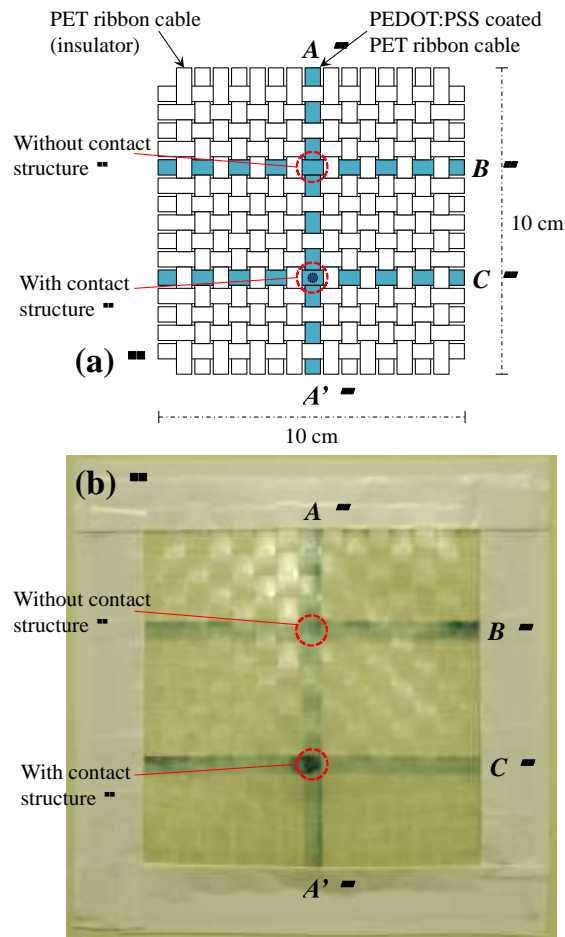 PET ribbon cable
(insulator)
PEDOT:PSS coated
PET ribbon cable
A
Without contact
structure
B
10 cm
With contact
structure
C
(a)
A'
10 cm
(b)
A
Without contact
structure
B
With contact
structure
C
A'